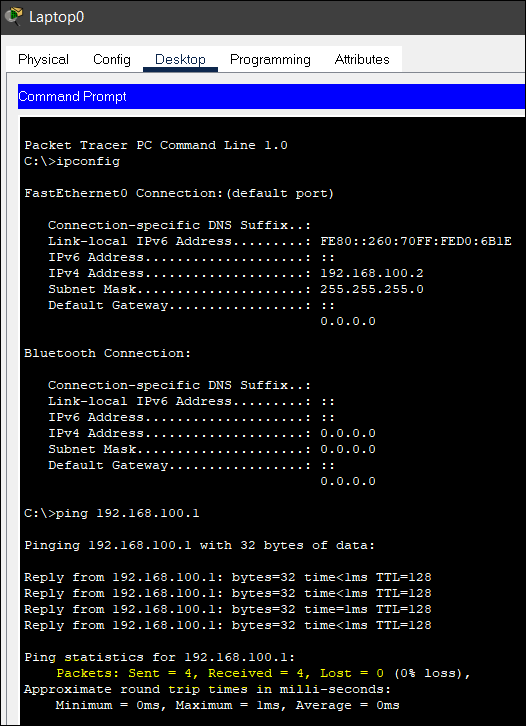 Laptop0
Physical Config Desktop Programming Attributes
Command Prompt
Packet Tracer PC Command Line 1.0
C:\>ipconfig
FastEthernet0 Connection:(default port)
Connection-specific DNS Suffix..:
Link-local IPv6 Address.........: FE80::260:70FF:FED0:6B1E
IPv6 Address....................: ::
IPv4 Address....................: 192.168.100.2
Subnet Mask.....................: 255.255.255.0
Default Gateway.................: ::
0.0.0.0
Bluetooth Connection:
Connection-specific DNS Suffix..:
Link-local IPv6 Address.........: ::
IPv6 Address....................: ::
IPv4 Address....................: 0.0.0.0
Subnet Mask.....................: 0.0.0.0
Default Gateway.................: ::
0.0.0.0
C:\>ping 192.168.100.1
Pinging 192.168.100.1 with 32 bytes of data:
Reply from 192.168.100.1: bytes=32 time<1ms TTL=128
Reply from 192.168.100.1: bytes=32 time<1ms TTL=128
Reply from 192.168.100.1: bytes=32 time=1ms TTL=128
Reply from 192.168.100.1: bytes=32 time<1ms TTL=128
Ping statistics for 192.168.100.1:
Packets: Sent = 4, Received = 4, Lost = 0 (0% loss),
Approximate round trip times in milli-seconds:
Minimum = 0ms, Maximum = 1ms, Average = 0ms